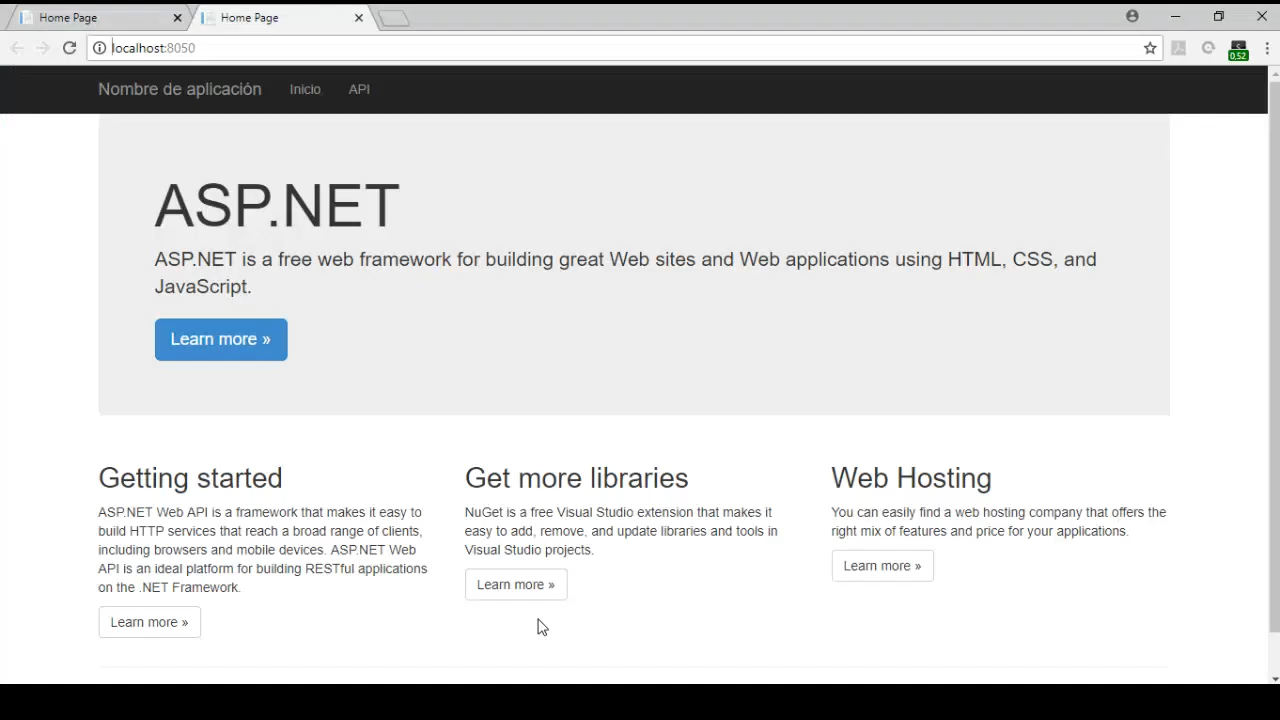 Home Page
Home Page
localhost:8050
0,52
Nombre de aplicación
Inicio
API
ASP.NET
ASP.NET is a free web framework for building great Web sites and Web applications using HTML, CSS, and
JavaScript.
Learn more »
Getting started
ASP.NET Web API is a framework that makes it easy to
build HTTP services that reach a broad range of clients,
including browsers and mobile devices. ASP.NET Web
API is an ideal platform for building RESTful applications
on the .NET Framework.
Learn more »
Get more libraries
NuGet is a free Visual Studio extension that makes it
easy to add, remove, and update libraries and tools in
Visual Studio projects.
Learn more »
Web Hosting
You can easily find a web hosting company that offers the
right mix of features and price for your applications.
Learn more »